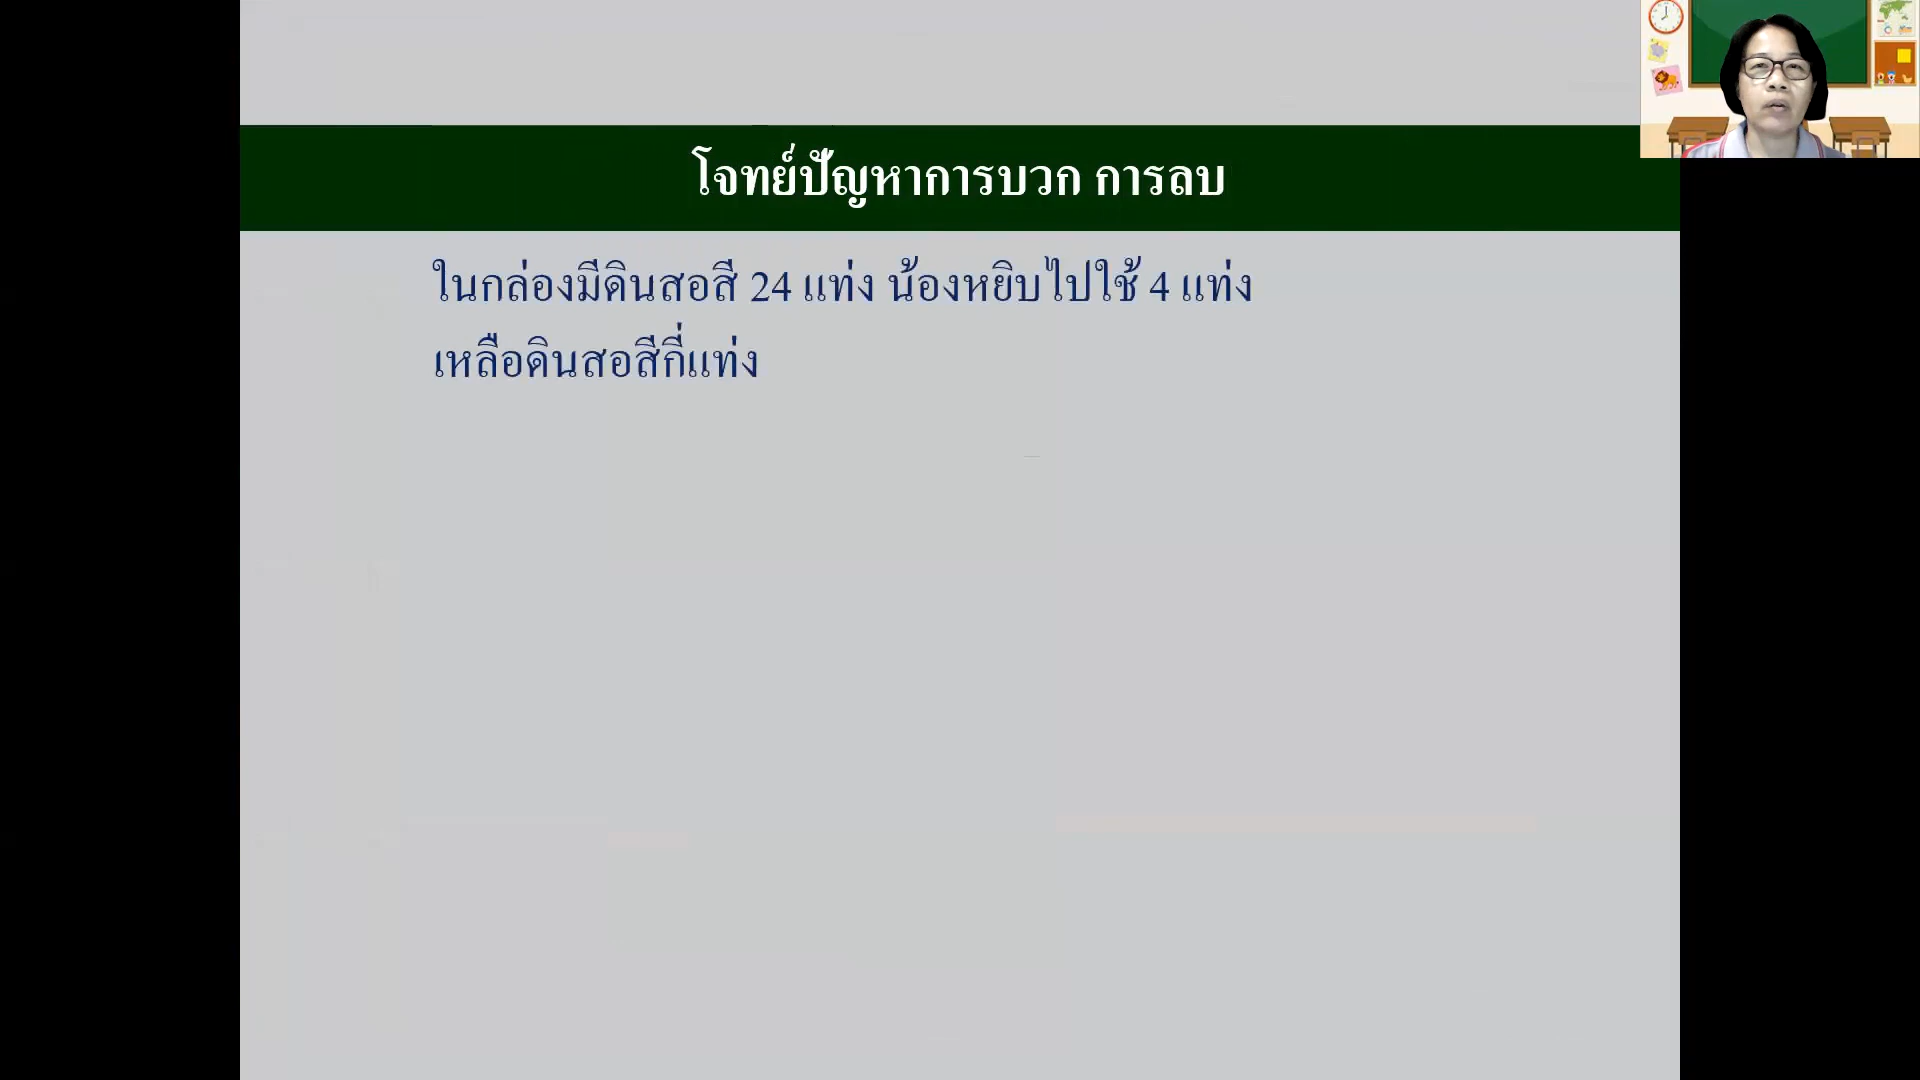 โจทย์ปัญหาการบวก การลบ
ในกล่องมีดินสอสี 24 แท่ง น้องหยิบไปใช้ 4 แท่ง
เหลือดินสอสีกี่แท่ง